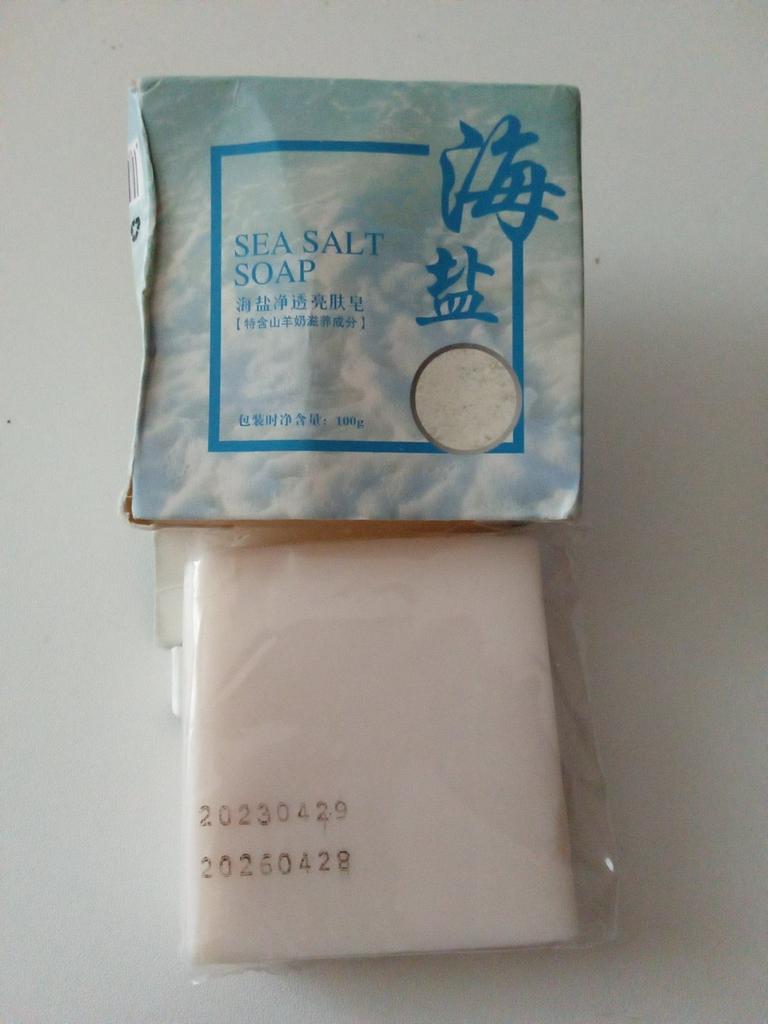 海
盐
SEA SALT
SOAP
海盐净透亮肤皂
【特含山羊奶滋养成分】
包装时净含量：100g
20230429
20260428